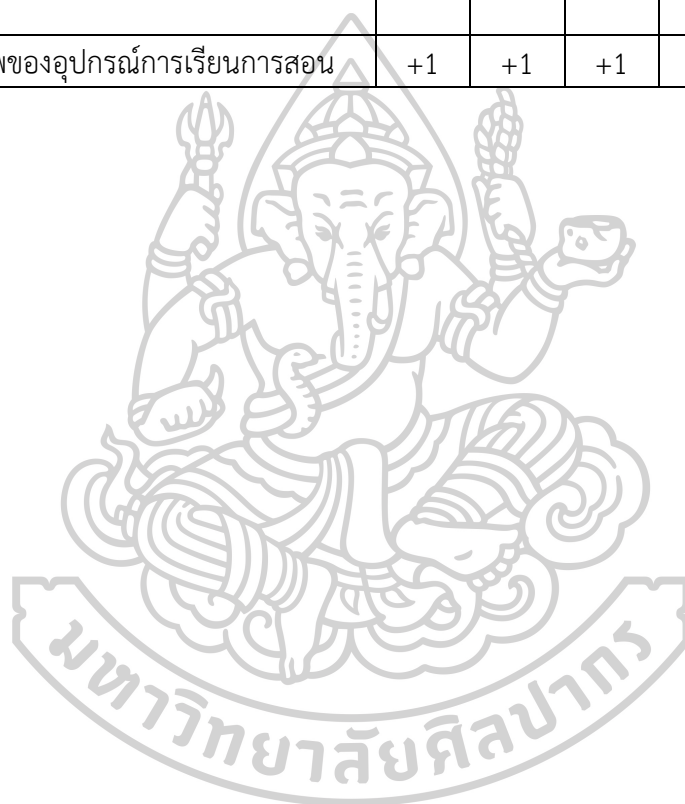 พของอุปกรณ์การเรียนการสอน +1 +1 +1
มหาวิทยาลัยศิลปากร